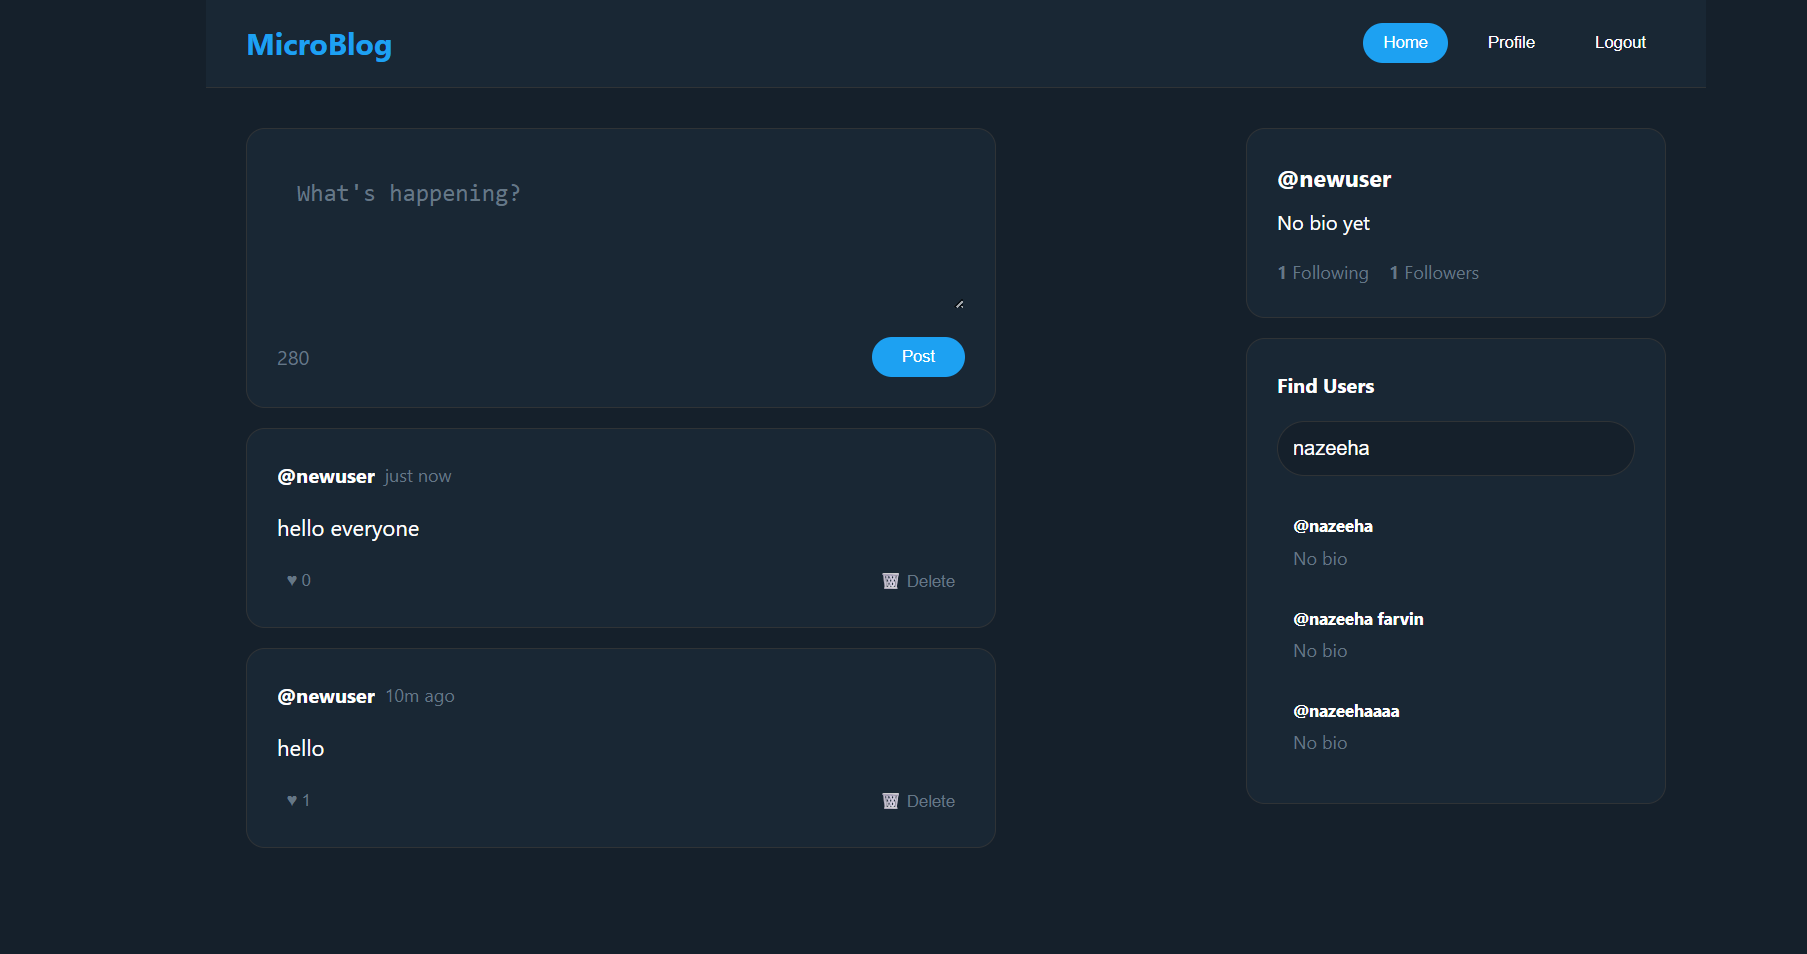 MicroBlog
Home Profile Logout
What's happening?
280
Post
@newuser just now
hello everyone
♥ 0
Delete
@newuser 10m ago
hello
♥ 1
Delete
@newuser
No bio yet
1 Following 1 Followers
Find Users
nazeeha
@nazeeha
No bio
@nazeeha farvin
No bio
@nazeehaaaa
No bio